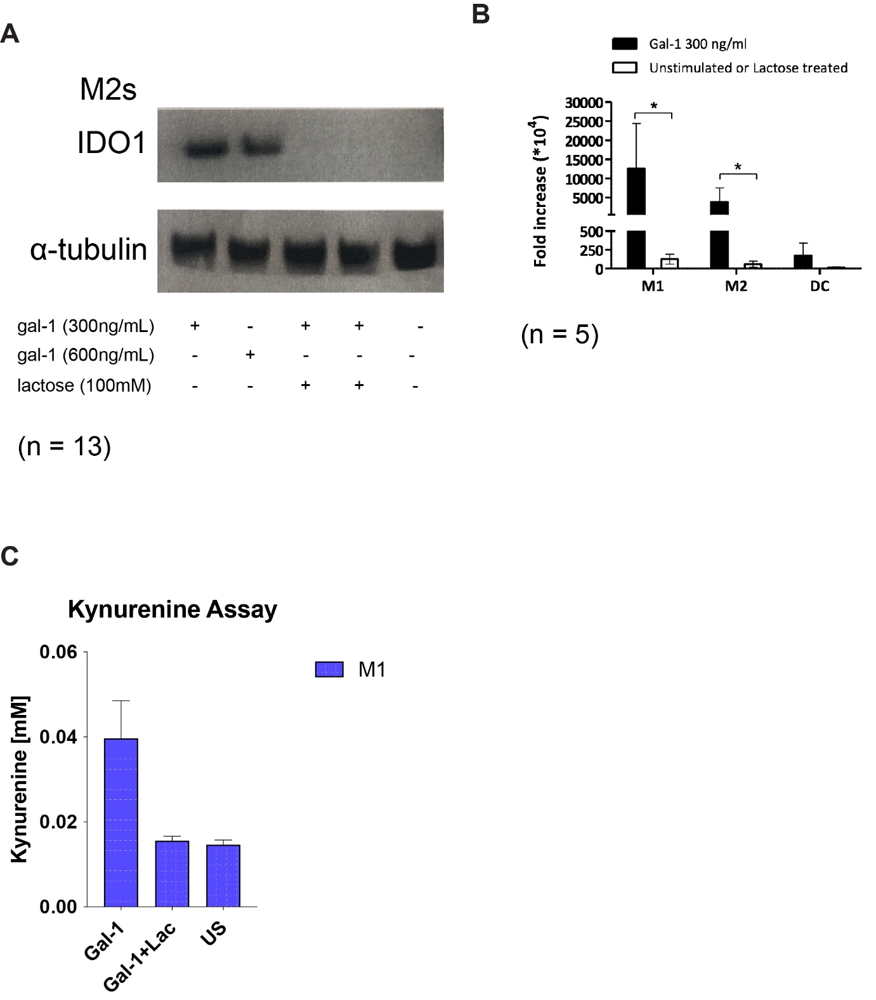 A
M2s
IDO1
α-tubulin
gal-1 (300ng/mL) + - + + -
gal-1 (600ng/mL) - + - - -
lactose (100mM) - - + + -
(n = 13)
B
Gal-1 300 ng/ml
Unstimulated or Lactose treated
Fold increase (*10^4)
30000
25000
20000
15000
10000
5000
500
250
0
*
*
M1 M2 DC
(n = 5)
C
Kynurenine Assay
M1
Kynurenine [mM]
0.06
0.04
0.02
0.00
Gal-1
Gal-1+Lac
US